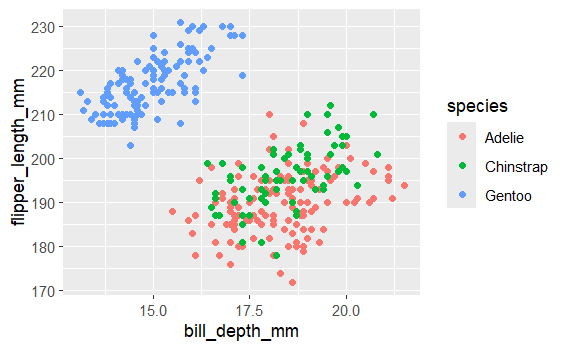 230
220
210
200
190
180
170
flipper_length_mm
15.0 17.5 20.0
bill_depth_mm
species
Adelie
Chinstrap
Gentoo